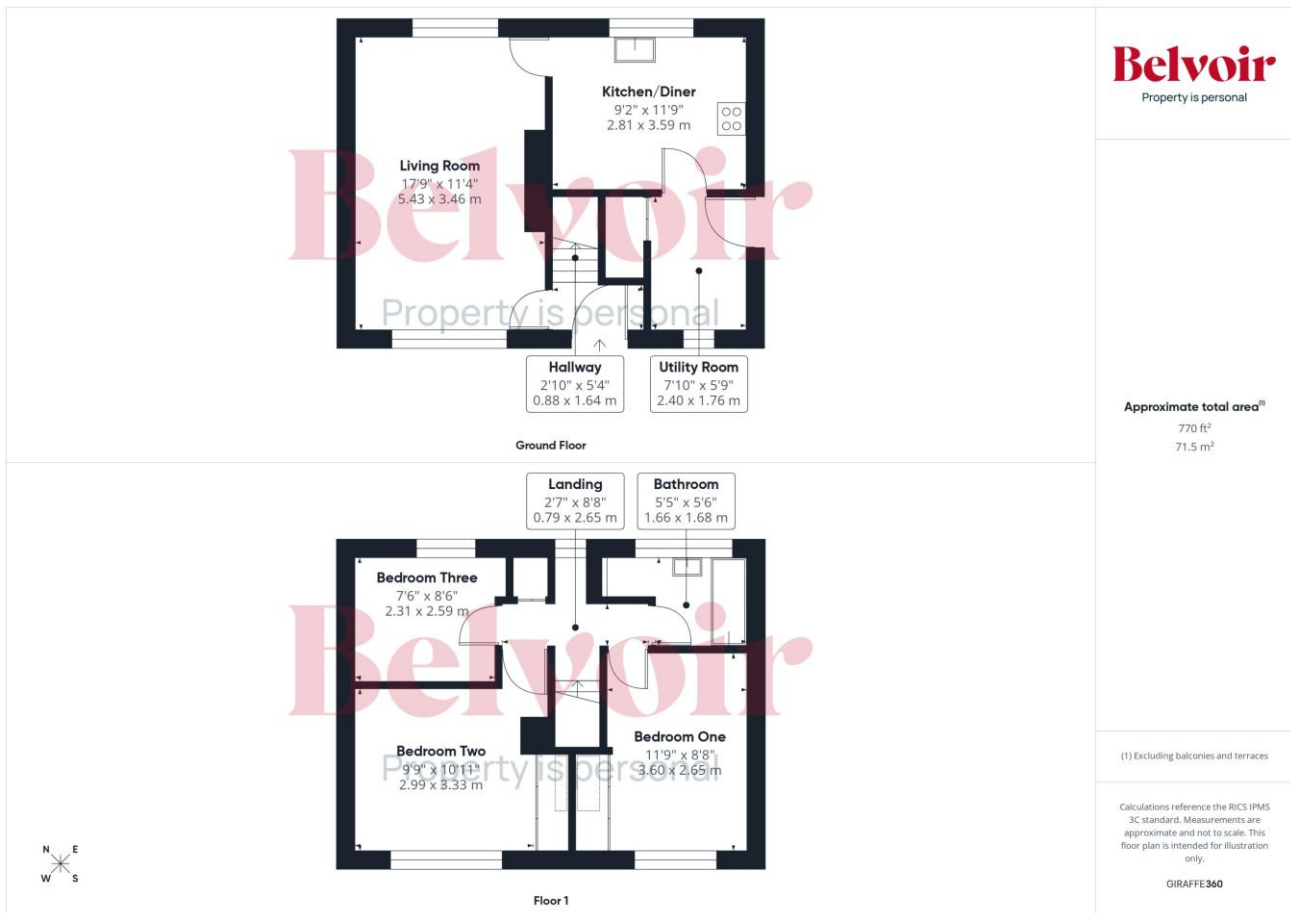 Kitchen/Diner
9'2" x 11'9"
2.81 x 3.59 m
Living Room
17'9" x 11'4"
5.43 x 3.46 m
Belvoir
Property is personal
Hallway
2'10" x 5'4"
0.88 x 1.64 m
Utility Room
7'10" x 5'9"
2.40 x 1.76 m
Ground Floor
Landing
2'7" x 8'8"
0.79 x 2.65 m
Bathroom
5'5" x 5'6"
1.66 x 1.68 m
Bedroom Three
7'6" x 8'6"
2.31 x 2.59 m
Belvoir
Property is personal
Bedroom Two
9'9" x 10'11"
2.99 x 3.33 m
Bedroom One
11'9" x 8'8"
3.60 x 2.65 m
N E
W S
Floor 1
Belvoir
Property is personal
Approximate total area(1)
770 ft²
71.5 m²
(1) Excluding balconies and terraces
Calculations reference the RICS IPMS
3C standard. Measurements are
approximate and not to scale. This
floor plan is intended for illustration
only.
GIRAFFE360